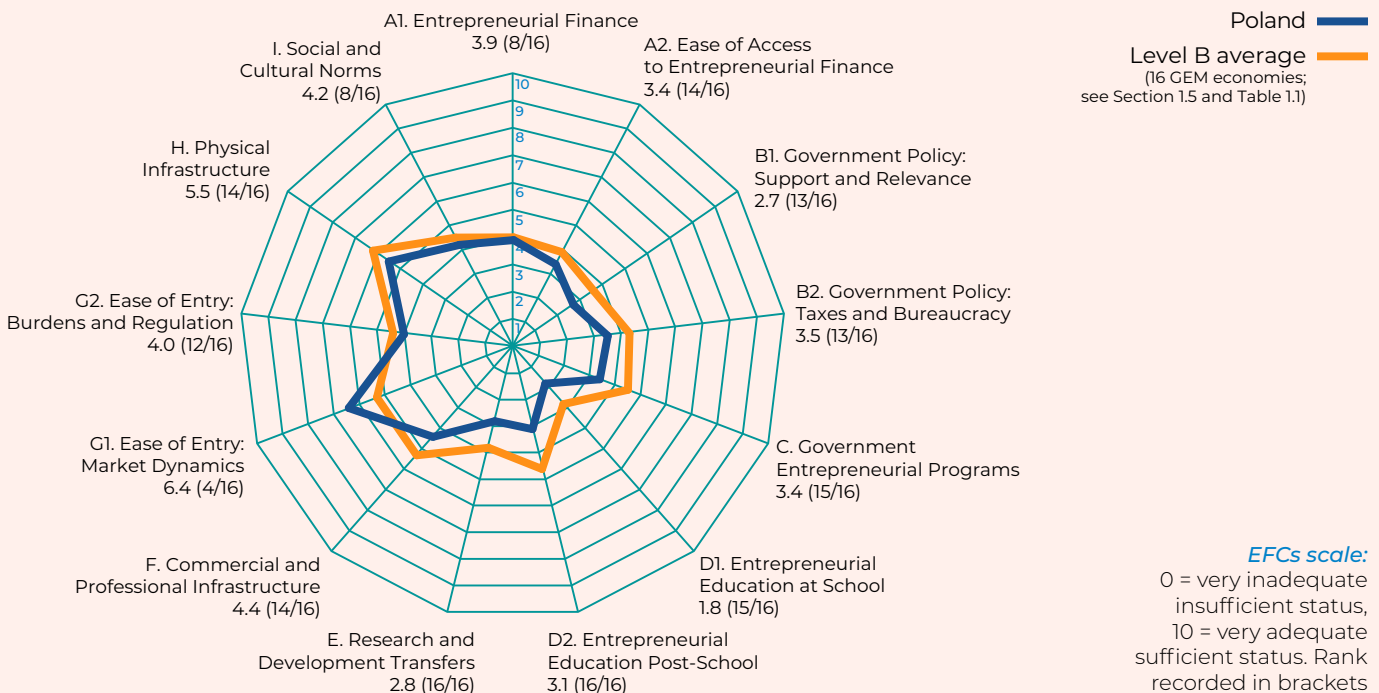 A1. Entrepreneurial Finance
3.9 (8/16)
A2. Ease of Access
to Entrepreneurial Finance
3.4 (14/16)
B1. Government Policy:
Support and Relevance
2.7 (13/16)
B2. Government Policy:
Taxes and Bureaucracy
3.5 (13/16)
C. Government
Entrepreneurial Programs
3.4 (15/16)
D1. Entrepreneurial
Education at School
1.8 (15/16)
D2. Entrepreneurial
Education Post-School
3.1 (16/16)
E. Research and
Development Transfers
2.8 (16/16)
F. Commercial and
Professional Infrastructure
4.4 (14/16)
G1. Ease of Entry:
Market Dynamics
6.4 (4/16)
G2. Ease of Entry:
Burdens and Regulation
4.0 (12/16)
H. Physical
Infrastructure
5.5 (14/16)
I. Social and
Cultural Norms
4.2 (8/16)
10
9
8
7
6
5
4
3
2
1
Poland
Level B average
(16 GEM economies;
see Section 1.5 and Table 1.1)
EFCs scale:
0 = very inadequate
insufficient status,
10 = very adequate
sufficient status. Rank
recorded in brackets